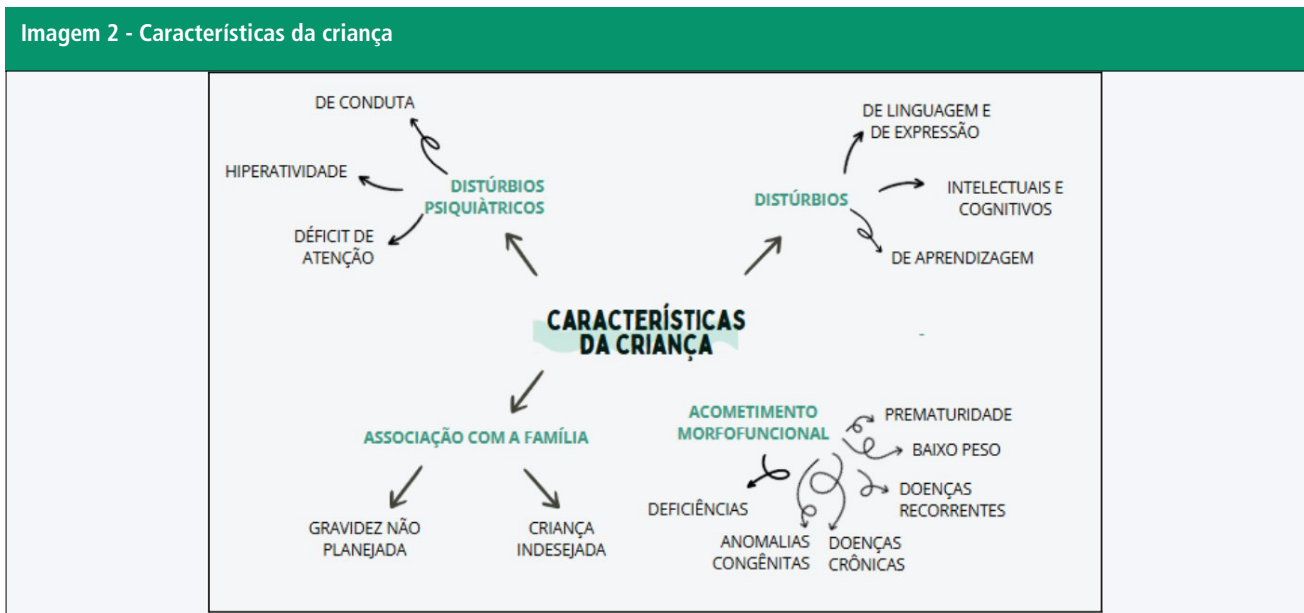 Imagem 2 - Características da criança
DE CONDUTA
HIPERATIVIDADE
DÉFICIT DE
ATENÇÃO
DISTÚRBIOS
PSIQUIÀTRICOS
DE LINGUAGEM E
DE EXPRESSÃO
DISTÚRBIOS
INTELECTUAIS E
COGNITIVOS
DE APRENDIZAGEM
CARACTERÍSTICAS
DA CRIANÇA
ASSOCIAÇÃO COM A FAMÍLIA
GRAVIDEZ NÃO
PLANEJADA
CRIANÇA
INDESEJADA
ACOMETIMENTO
MORFOFUNCIONAL
PREMATURIDADE
BAIXO PESO
DOENÇAS
RECORRENTES
DEFICIÊNCIAS
ANOMALIAS
CONGÊNITAS
DOENÇAS
CRÔNICAS